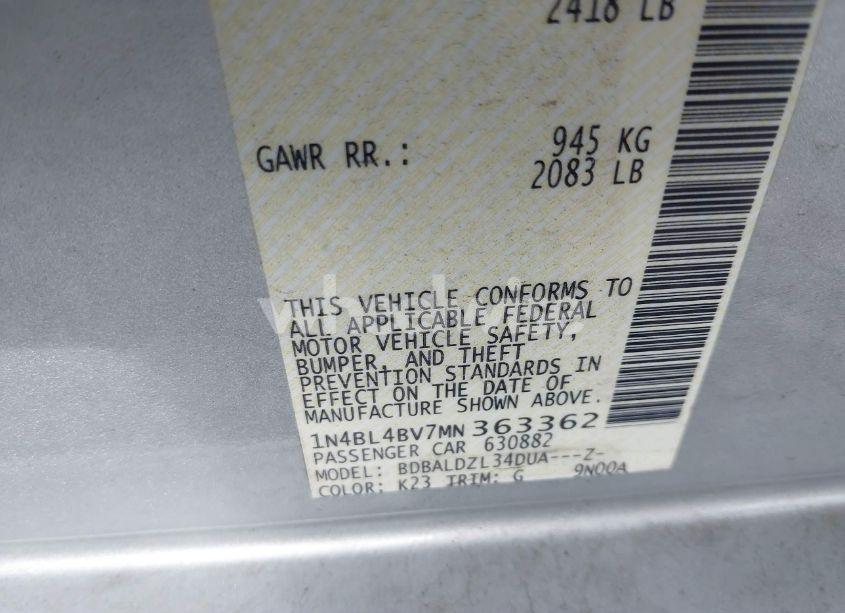 2418 LB
GAWR RR.: 945 KG
2083 LB
THIS VEHICLE CONFORMS TO
ALL APPLICABLE FEDERAL
MOTOR VEHICLE SAFETY,
BUMPER, AND THEFT
PREVENTION STANDARDS IN
EFFECT ON THE DATE OF
MANUFACTURE SHOWN ABOVE.
1N4BL4BV7MN363362
PASSENGER CAR 630882
MODEL: BDBALDZL34DUA---Z-
COLOR: K23 TRIM: G 9N00A